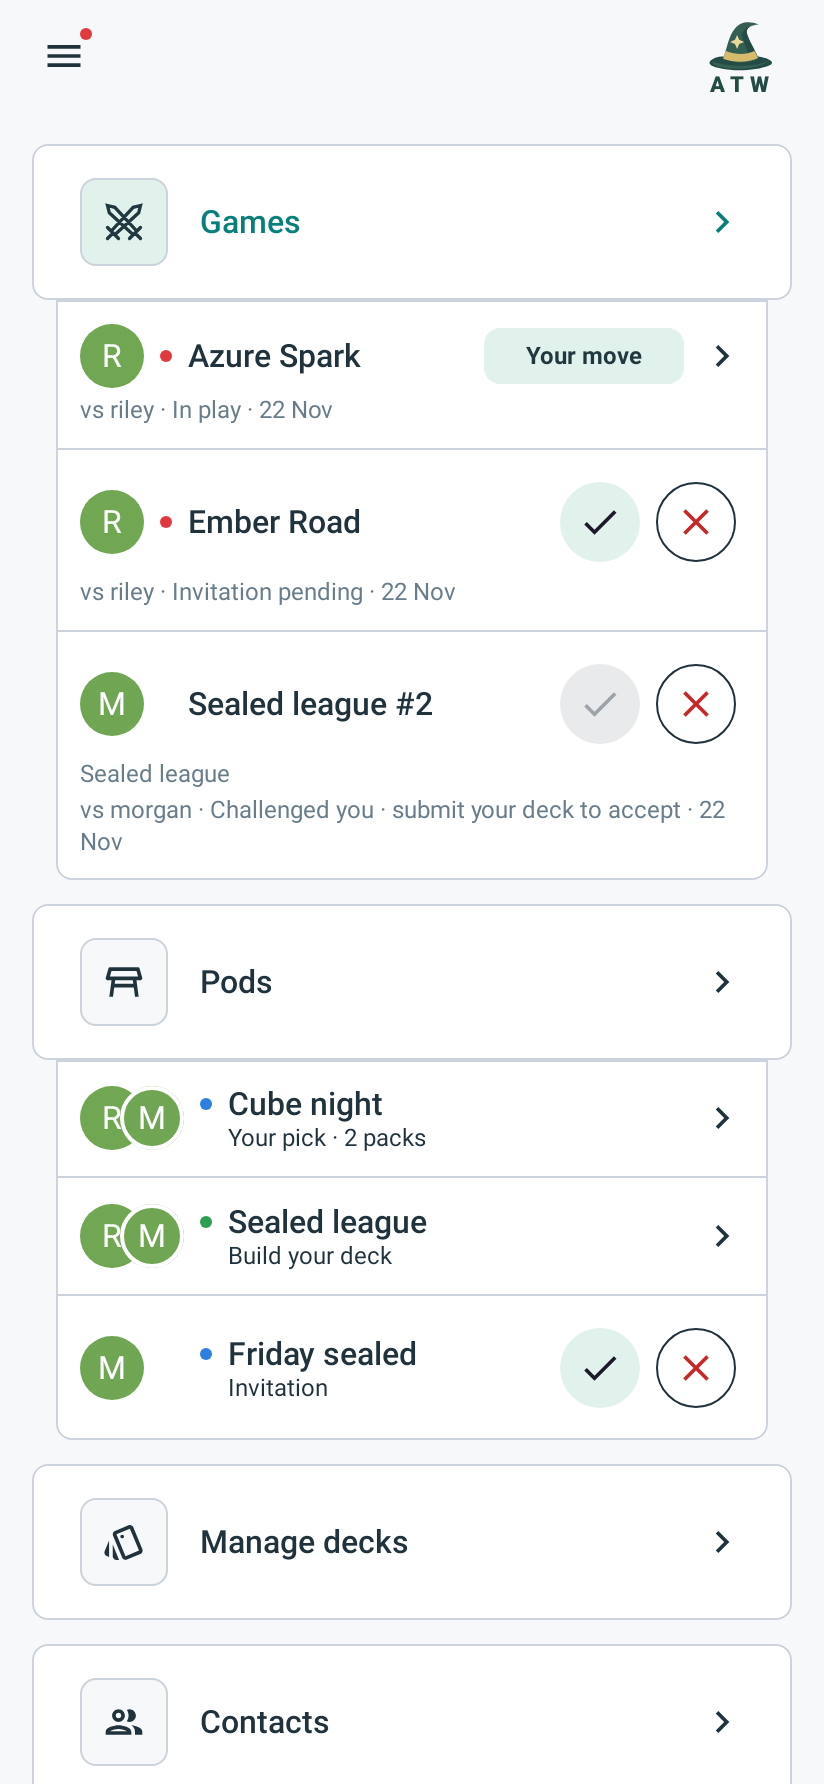 ATW
Games
R
Azure Spark
Your move
vs riley · In play · 22 Nov
R
Ember Road
vs riley · Invitation pending · 22 Nov
M
Sealed league #2
Sealed league
vs morgan · Challenged you · submit your deck to accept · 22
Nov
Pods
R M
Cube night
Your pick · 2 packs
R M
Sealed league
Build your deck
M
Friday sealed
Invitation
Manage decks
Contacts